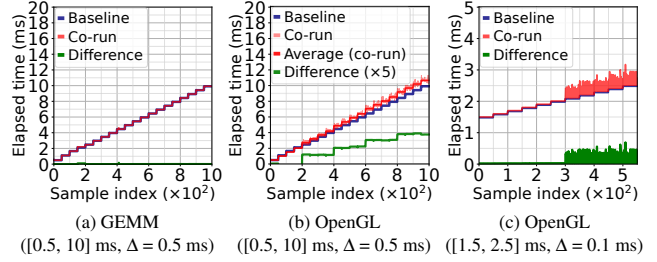 Elapsed time (ms)
20
18
16
14
12
10
8
6
4
2
0
Baseline
Co-run
Difference
0 2 4 6 8 10
Sample index (×10²)
(a) GEMM
([0.5, 10] ms, Δ = 0.5 ms)
Elapsed time (ms)
20
18
16
14
12
10
8
6
4
2
0
Baseline
Co-run
Average (co-run)
Difference (×5)
0 2 4 6 8 10
Sample index (×10²)
(b) OpenGL
([0.5, 10] ms, Δ = 0.5 ms)
Elapsed time (ms)
5
4
3
2
1
0
Baseline
Co-run
Difference
0 1 2 3 4 5
Sample index (×10²)
(c) OpenGL
([1.5, 2.5] ms, Δ = 0.1 ms)